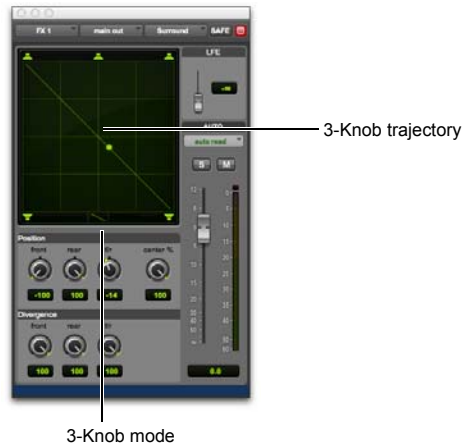 FX 1 main out Surround SAFE
LFE
AUTO
auto read
3-Knob trajectory
S M
Position
front rear f/r center %
-100 100 -14 100
Divergence
front rear f/r
100 100 100
0.0
3-Knob mode